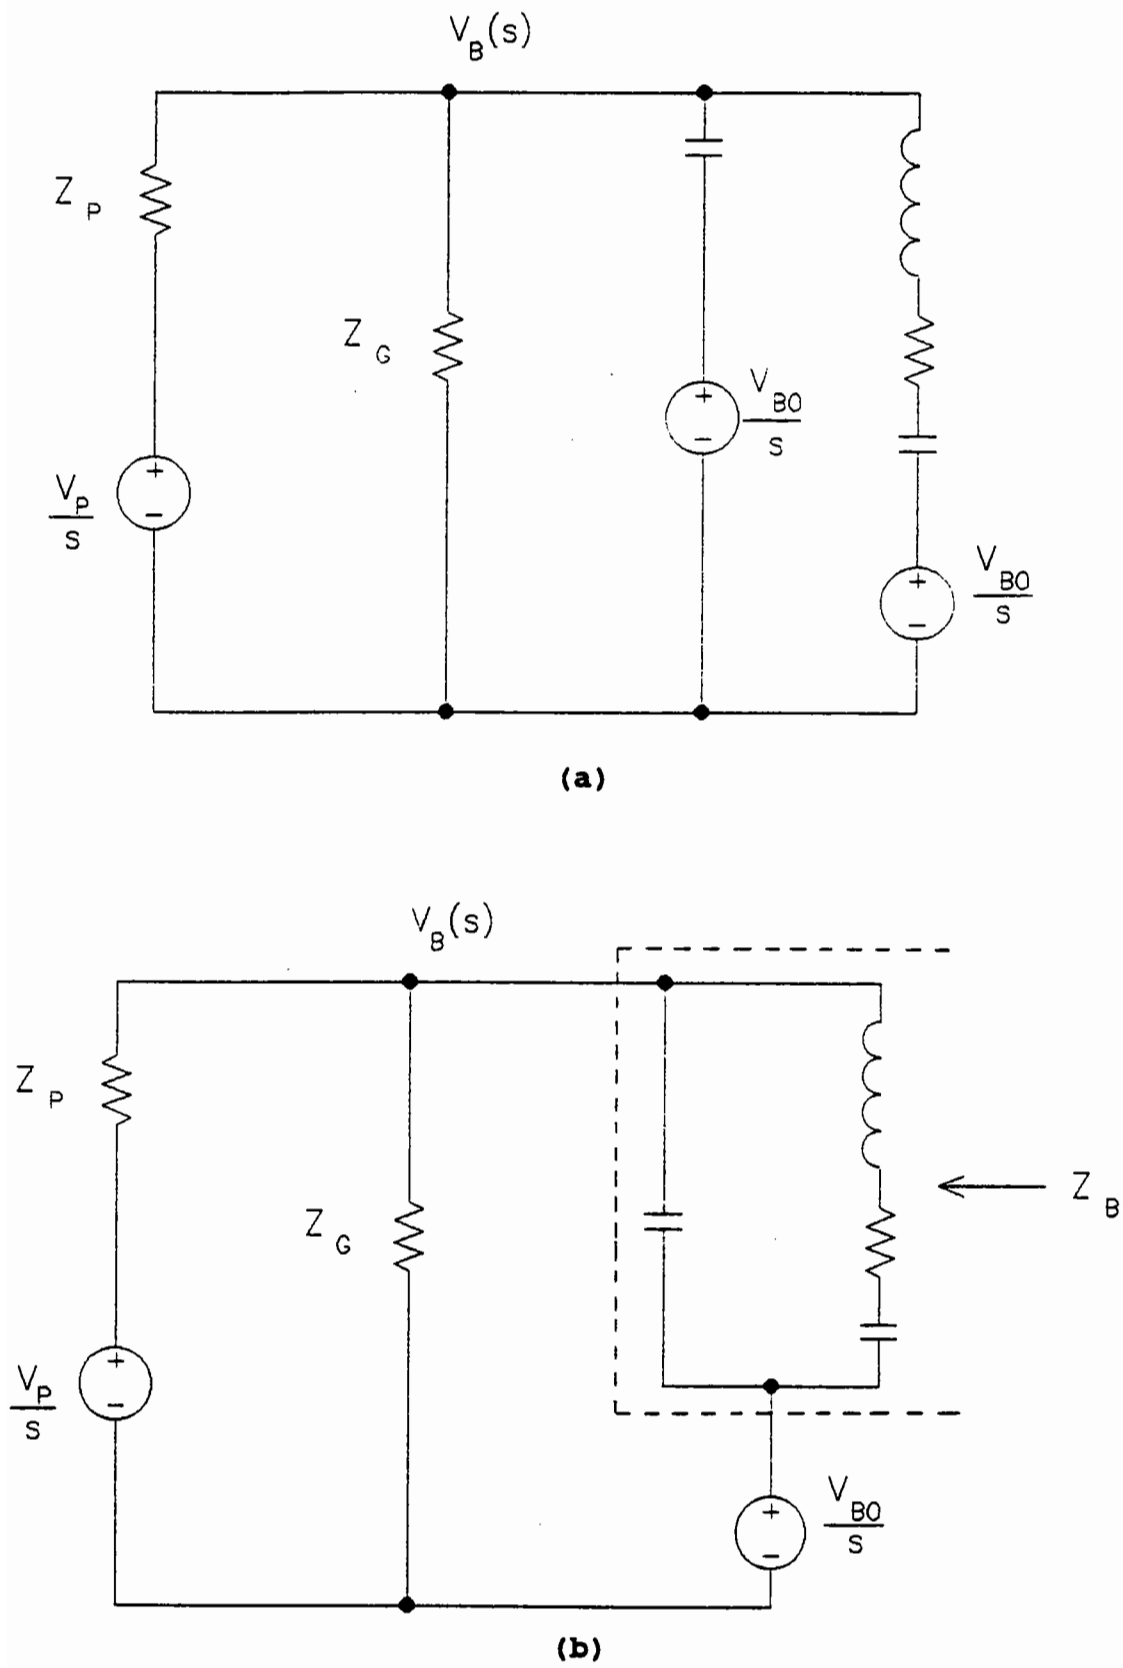 V_B(s)
Z_P
Z_G
V_P/s
+
−
V_BO/s
+
−
V_BO/s
+
−
(a)
V_B(s)
Z_P
Z_G
Z_B
V_P/s
+
−
V_BO/s
+
−
(b)